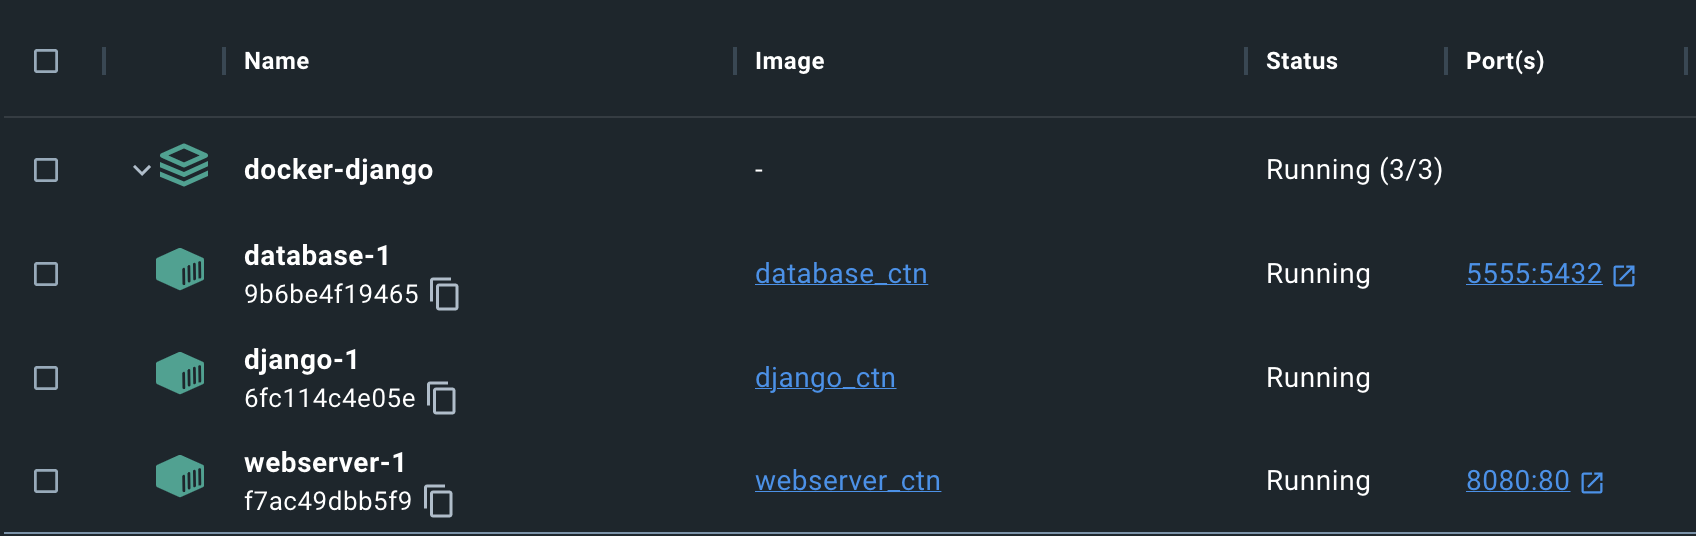 Name Image Status Port(s)
docker-django - Running (3/3)
database-1
9b6be4f19465 database_ctn Running 5555:5432
django-1
6fc114c4e05e django_ctn Running
webserver-1
f7ac49dbb5f9 webserver_ctn Running 8080:80